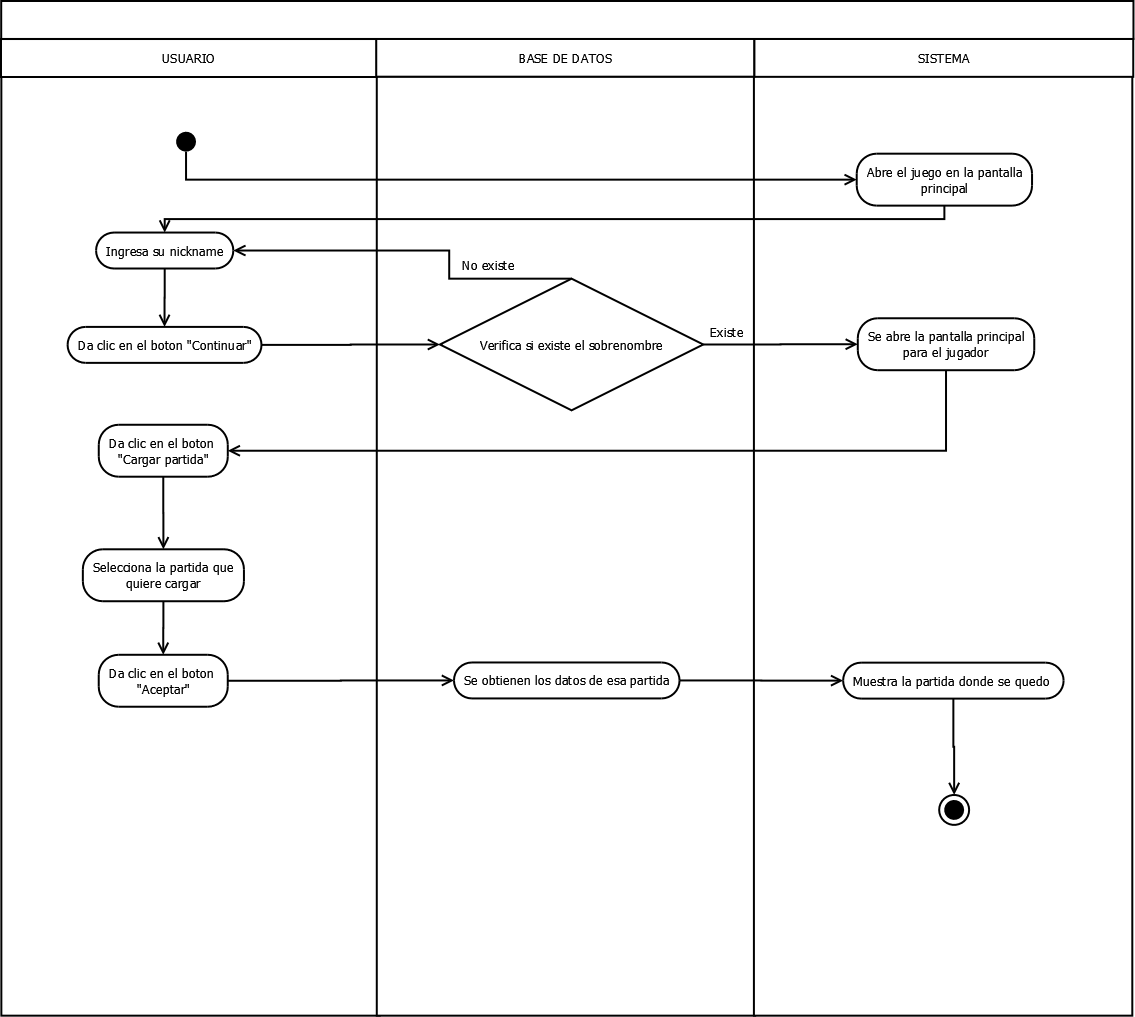 USUARIO
BASE DE DATOS
SISTEMA
Abre el juego en la pantalla
principal
Ingresa su nickname
No existe
Da clic en el boton "Continuar"
Verifica si existe el sobrenombre
Existe
Se abre la pantalla principal
para el jugador
Da clic en el boton
"Cargar partida"
Selecciona la partida que
quiere cargar
Da clic en el boton
"Aceptar"
Se obtienen los datos de esa partida
Muestra la partida donde se quedo